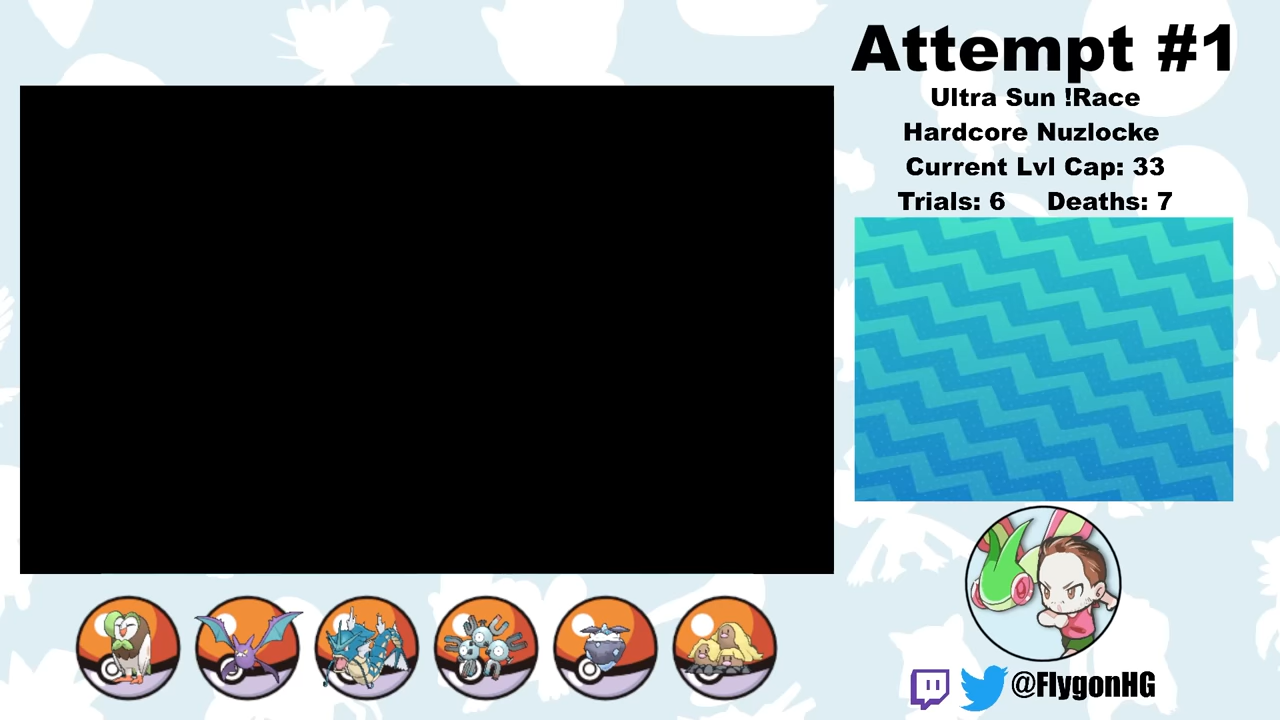 Attempt #1
Ultra Sun !Race
Hardcore Nuzlocke
Current Lvl Cap: 33
Trials: 6 Deaths: 7
@FlygonHG